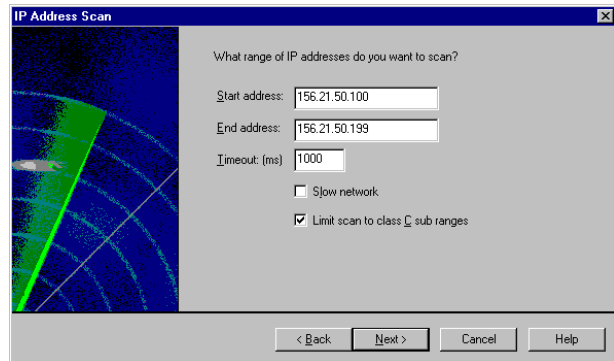 IP Address Scan
What range of IP addresses do you want to scan?
Start address: 156.21.50.100
End address: 156.21.50.199
Timeout: (ms) 1000
Slow network
Limit scan to class C sub ranges
< Back Next > Cancel Help